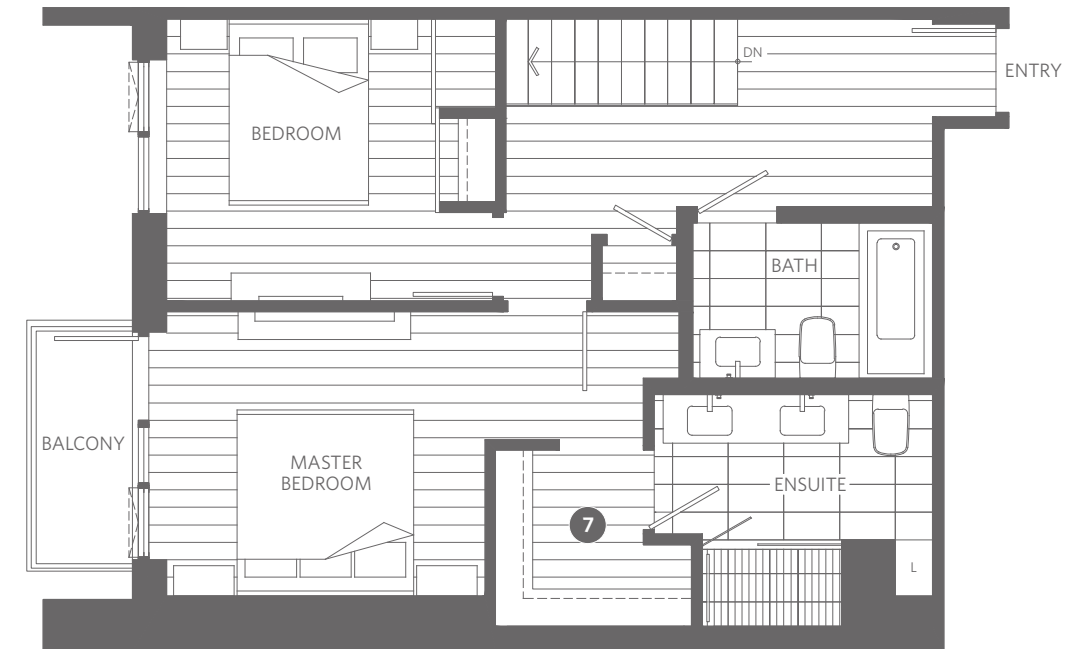 DN
ENTRY
BEDROOM
BATH
BALCONY
MASTER
BEDROOM
ENSUITE
7
L